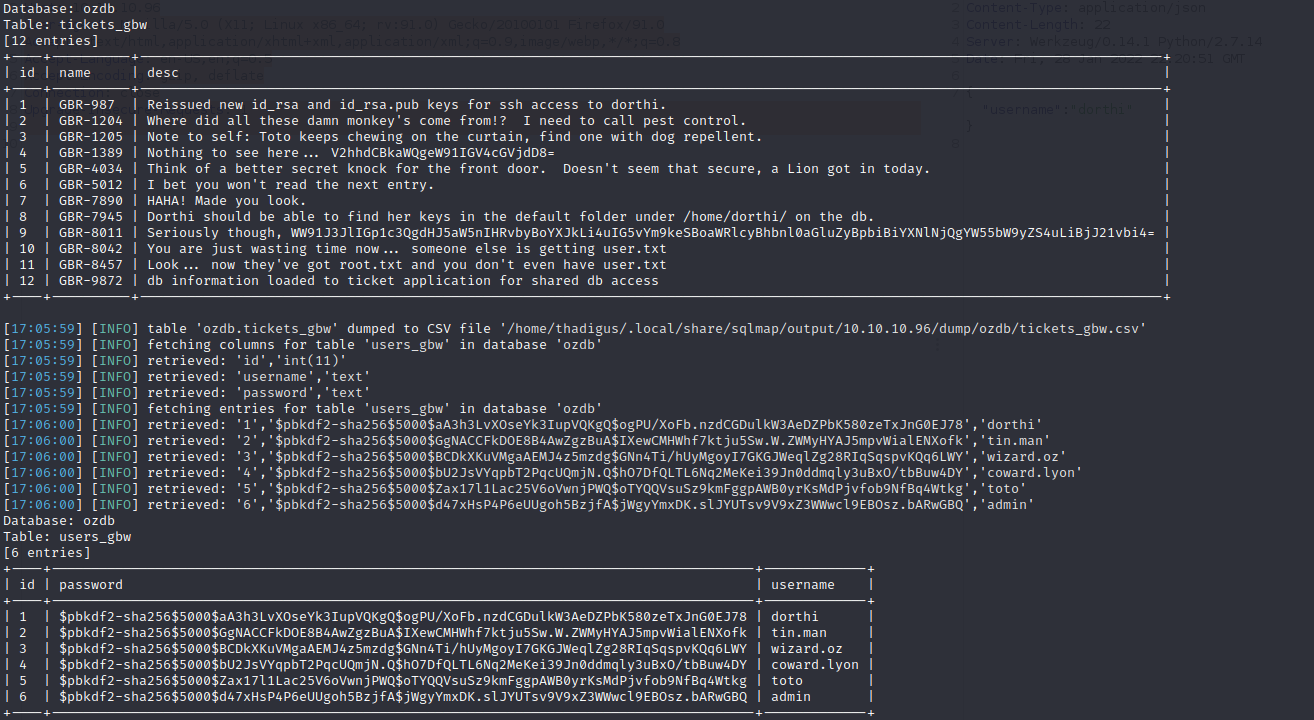 Database: ozdb
Table: tickets_gbw
[12 entries]
| id | name | desc |
| 1 | GBR-987 | Reissued new id_rsa and id_rsa.pub keys for ssh access to dorthi. |
| 2 | GBR-1204 | Where did all these damn monkey's come from!? I need to call pest control. |
| 3 | GBR-1205 | Note to self: Toto keeps chewing on the curtain, find one with dog repellent. |
| 4 | GBR-1389 | Nothing to see here... V2hhdCBkaWQgeW91IGV4cGVjdD8= |
| 5 | GBR-4034 | Think of a better secret knock for the front door. Doesn't seem that secure, a Lion got in today. |
| 6 | GBR-5012 | I bet you won't read the next entry. |
| 7 | GBR-7890 | HAHA! Made you look. |
| 8 | GBR-7945 | Dorthi should be able to find her keys in the default folder under /home/dorthi/ on the db. |
| 9 | GBR-8011 | Seriously though, WW91J3JlIGp1c3QgdHJ5aW5nIHRvbyBoYXJkLi4uIG5vYm9keSBoaWRlcyBhbnl0aGluZyBpbiBiYXNlNjQgYW55bW9yZS4uLiBjJ21vbi4= |
| 10 | GBR-8042 | You are just wasting time now... someone else is getting user.txt |
| 11 | GBR-8457 | Look... now they've got root.txt and you don't even have user.txt |
| 12 | GBR-9872 | db information loaded to ticket application for shared db access |
[17:05:59] [INFO] table 'ozdb.tickets_gbw' dumped to CSV file '/home/thadigus/.local/share/sqlmap/output/10.10.10.96/dump/ozdb/tickets_gbw.csv'
[17:05:59] [INFO] fetching columns for table 'users_gbw' in database 'ozdb'
[17:05:59] [INFO] retrieved: 'id','int(11)'
[17:05:59] [INFO] retrieved: 'username','text'
[17:05:59] [INFO] retrieved: 'password','text'
[17:05:59] [INFO] fetching entries for table 'users_gbw' in database 'ozdb'
[17:06:00] [INFO] retrieved: '1','$pbkdf2-sha256$5000$aA3h3LvXOseYk3IupVQKgQ$ogPU/XoFb.nzdCGDulkW3AeDZPbK580zeTxJnG0EJ78','dorthi'
[17:06:00] [INFO] retrieved: '2','$pbkdf2-sha256$5000$GgNACCFkDOE8B4AwZgzBuA$IXewCMHWhf7ktju5Sw.W.ZWMyHYAJ5mpvWialENXofk','tin.man'
[17:06:00] [INFO] retrieved: '3','$pbkdf2-sha256$5000$BCDkXKuVMgaAEMJ4z5mzdg$GNn4Ti/hUyMgoyI7GKGJWeqlZg28RIqSqspvKQq6LWY','wizard.oz'
[17:06:00] [INFO] retrieved: '4','$pbkdf2-sha256$5000$bU2JsVYqpbT2PqcUQmjN.Q$hO7DfQLTL6Nq2MeKei39Jn0ddmqly3uBxO/tbBuw4DY','coward.lyon'
[17:06:00] [INFO] retrieved: '5','$pbkdf2-sha256$5000$Zax17l1Lac25V6oVwnjPWQ$oTYQQVsuSz9kmFggpAWB0yrKsMdPjvfob9NfBq4Wtkg','toto'
[17:06:00] [INFO] retrieved: '6','$pbkdf2-sha256$5000$d47xHsP4P6eUUgoh5BzjfA$jWgyYmxDK.slJYUTsv9V9xZ3WWwcl9EBOsz.bARwGBQ','admin'
Database: ozdb
Table: users_gbw
[6 entries]
| id | password | username |
| 1 | $pbkdf2-sha256$5000$aA3h3LvXOseYk3IupVQKgQ$ogPU/XoFb.nzdCGDulkW3AeDZPbK580zeTxJnG0EJ78 | dorthi |
| 2 | $pbkdf2-sha256$5000$GgNACCFkDOE8B4AwZgzBuA$IXewCMHWhf7ktju5Sw.W.ZWMyHYAJ5mpvWialENXofk | tin.man |
| 3 | $pbkdf2-sha256$5000$BCDkXKuVMgaAEMJ4z5mzdg$GNn4Ti/hUyMgoyI7GKGJWeqlZg28RIqSqspvKQq6LWY | wizard.oz |
| 4 | $pbkdf2-sha256$5000$bU2JsVYqpbT2PqcUQmjN.Q$hO7DfQLTL6Nq2MeKei39Jn0ddmqly3uBxO/tbBuw4DY | coward.lyon |
| 5 | $pbkdf2-sha256$5000$Zax17l1Lac25V6oVwnjPWQ$oTYQQVsuSz9kmFggpAWB0yrKsMdPjvfob9NfBq4Wtkg | toto |
| 6 | $pbkdf2-sha256$5000$d47xHsP4P6eUUgoh5BzjfA$jWgyYmxDK.slJYUTsv9V9xZ3WWwcl9EBOsz.bARwGBQ | admin |